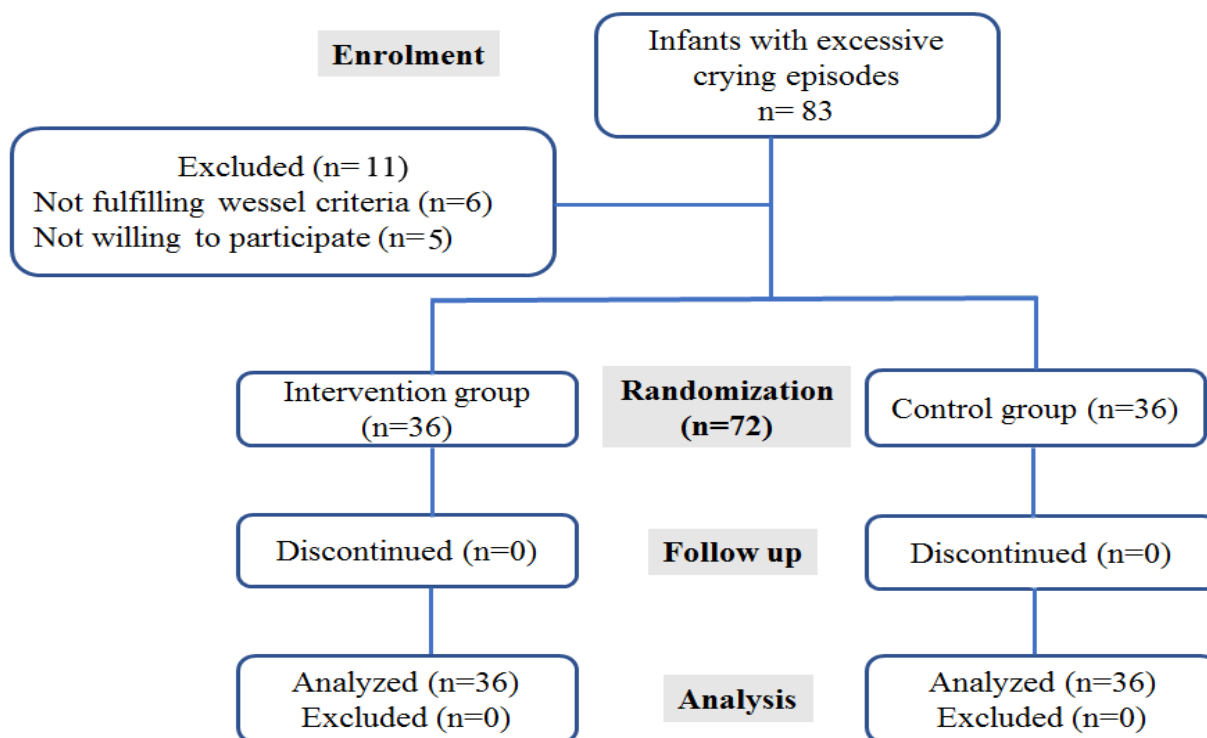 Enrolment
Infants with excessive
crying episodes
n= 83
Excluded (n= 11)
Not fulfilling wessel criteria (n=6)
Not willing to participate (n=5)
Intervention group
(n=36)
Randomization
(n=72)
Control group (n=36)
Discontinued (n=0)
Follow up
Discontinued (n=0)
Analyzed (n=36)
Excluded (n=0)
Analysis
Analyzed (n=36)
Excluded (n=0)